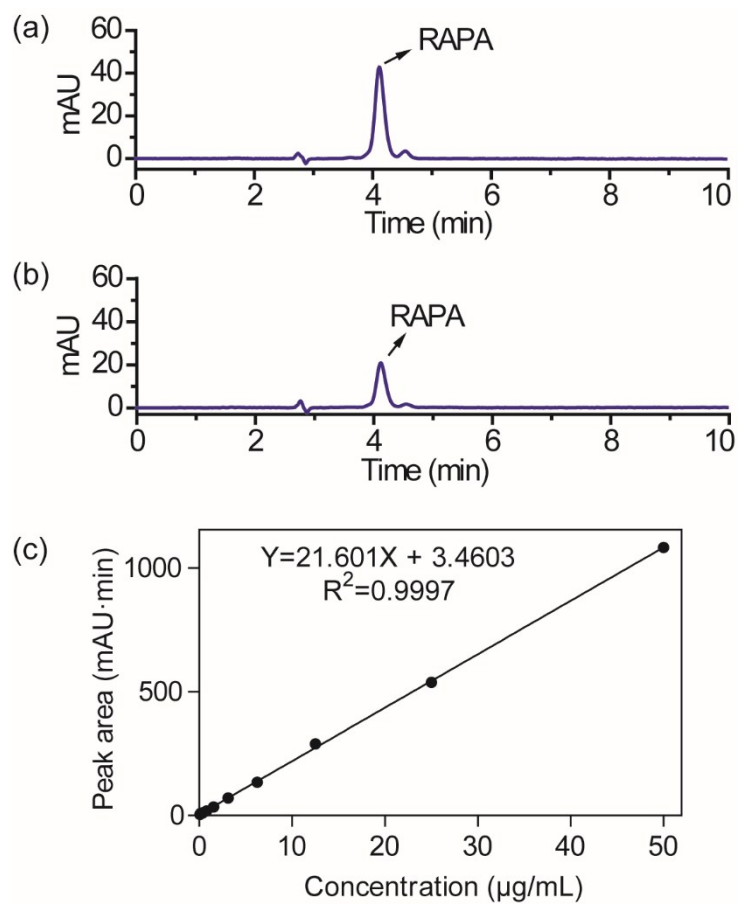 (a)
60
40
20
0
mAU
RAPA
0 2 4 6 8 10
Time (min)
(b)
60
40
20
0
mAU
RAPA
0 2 4 6 8 10
Time (min)
(c)
Y=21.601X + 3.4603
R²=0.9997
1000
500
0
Peak area (mAU·min)
0 10 20 30 40 50
Concentration (µg/mL)